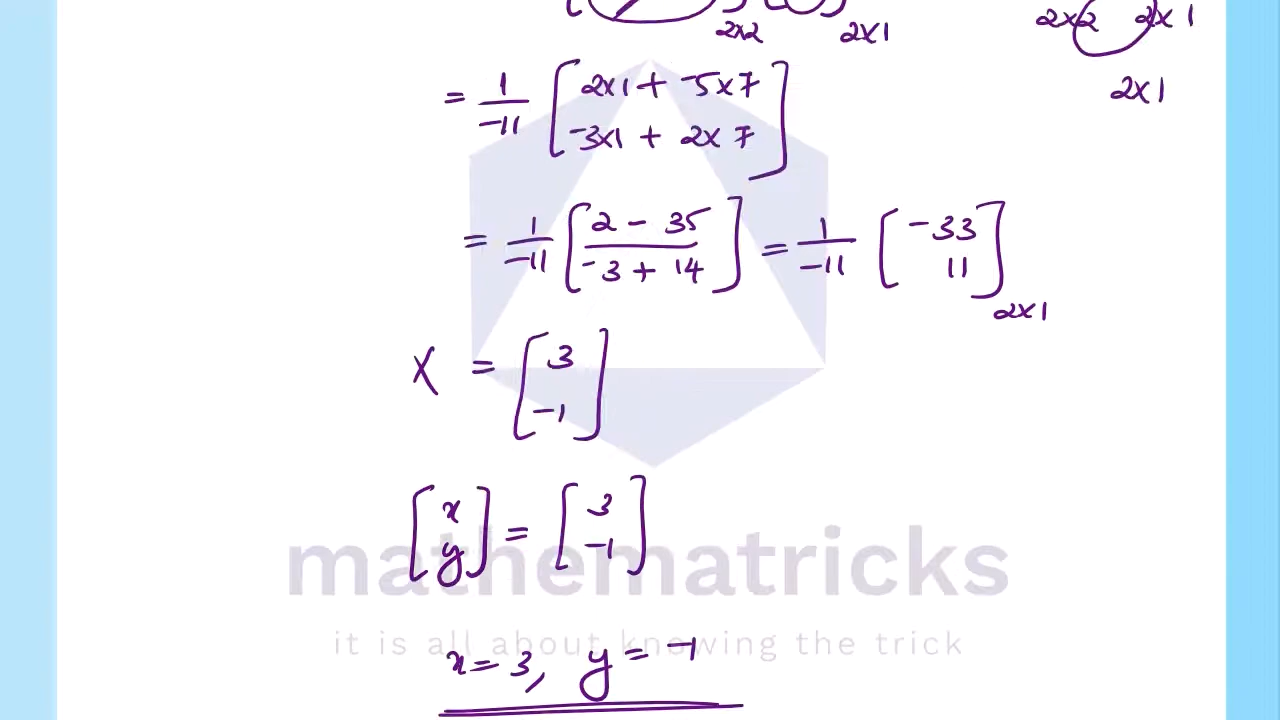 2x2 2x1 2x2 2x1
2x1
= 1/-11 [ 2x1 + -5x7
-3x1 + 2x7 ]
= 1/-11 [ 2 - 35
-3 + 14 ] = 1/-11 [ -33
11 ] 2x1
X = [ 3
-1 ]
[ x
y ] = [ 3
-1 ]
mathematricks
it is all about knowing the trick
x = 3, y = -1